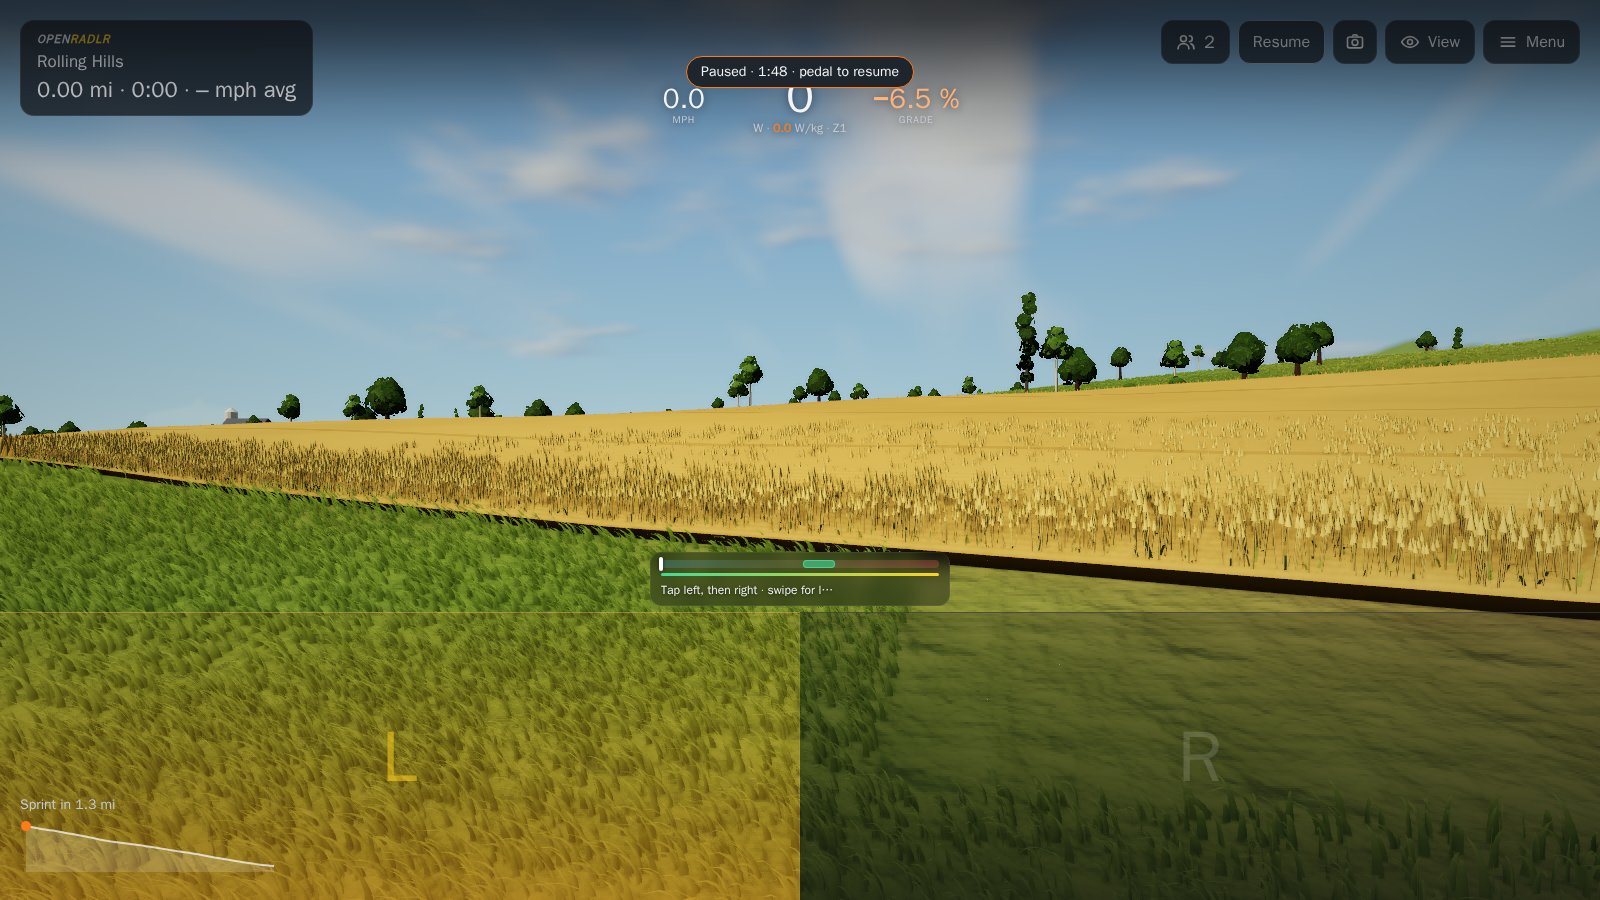 OPENRADLR
Rolling Hills
0.00 mi · 0:00 · – mph avg
Paused · 1:48 · pedal to resume
0.0
MPH
0
W · 0.0 W/kg · Z1
−6.5 %
GRADE
2
Resume
View
Menu
Tap left, then right · swipe for l···
L
R
Sprint in 1.3 mi